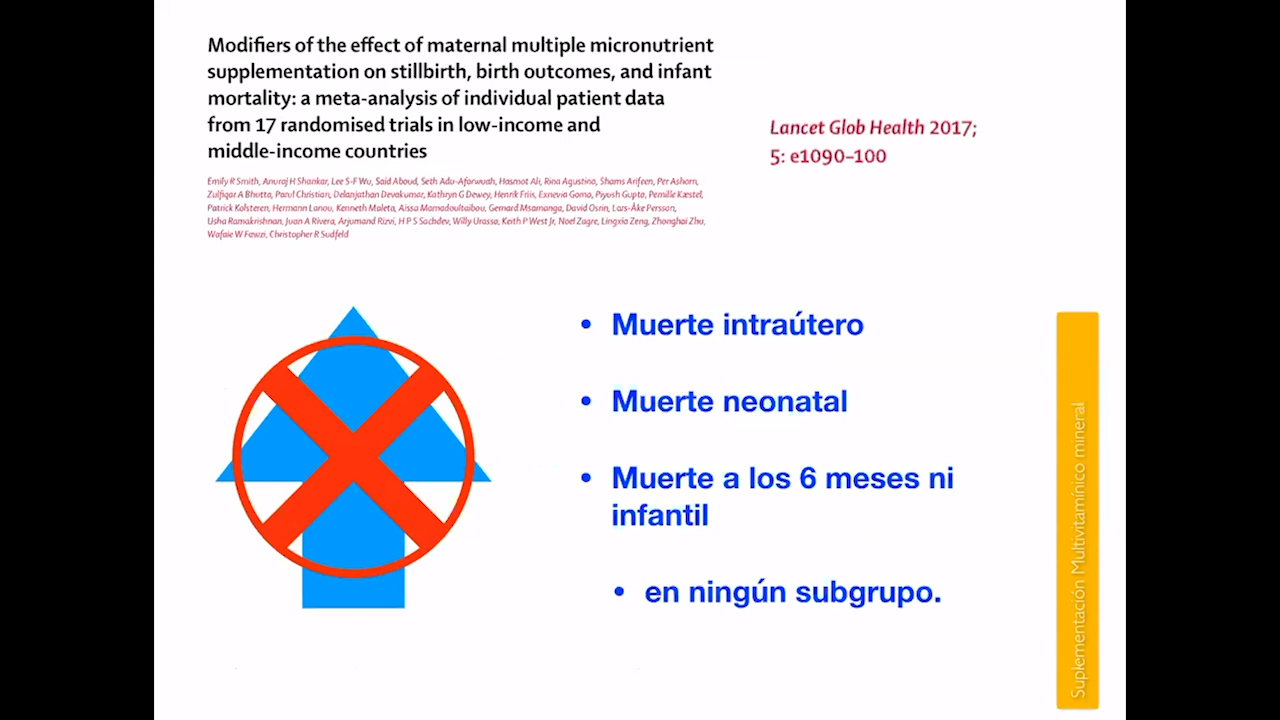 Modifiers of the effect of maternal multiple micronutrient
supplementation on stillbirth, birth outcomes, and infant
mortality: a meta-analysis of individual patient data
from 17 randomised trials in low-income and
middle-income countries
Emily R Smith, Anuraj H Shankar, Lee S-F Wu, Said Aboud, Seth Adu-Afarwuah, Hasmot Ali, Rina Agustina, Shams Arifeen, Per Ashorn,
Zulfiqar A Bhutta, Parul Christian, Delanjathan Devakumar, Kathryn G Dewey, Henrik Friis, Exnevia Gomo, Piyush Gupta, Pernille Kæstel,
Patrick Kolsteren, Hermann Lanou, Kenneth Maleta, Aissa Mamadoultaibou, Gernard Msamanga, David Osrin, Lars-Åke Persson,
Usha Ramakrishnan, Juan A Rivera, Arjumand Rizvi, H P S Sachdev, Willy Urassa, Keith P West Jr, Noel Zagre, Lingxia Zeng, Zhonghai Zhu,
Wafaie W Fawzi, Christopher R Sudfeld
Lancet Glob Health 2017;
5: e1090–100
• Muerte intraútero
• Muerte neonatal
• Muerte a los 6 meses ni
infantil
• en ningún subgrupo.
Suplementación Multivitamínico mineral